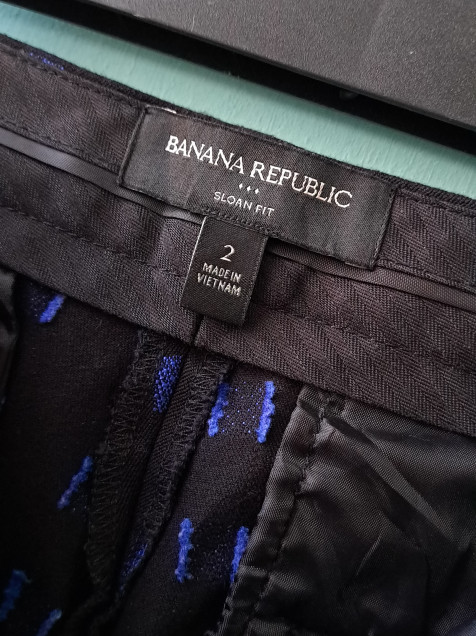 BANANA REPUBLIC
SLOAN FIT
2
MADE IN
VIETNAM